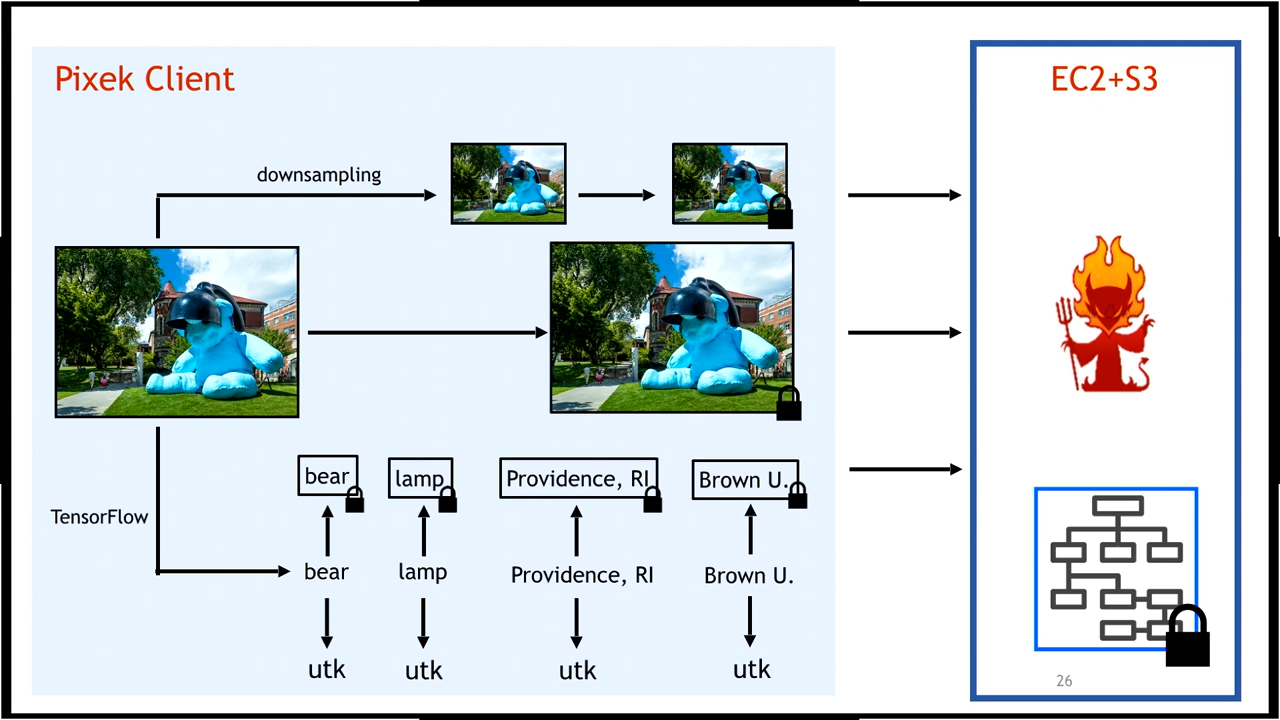 Pixek Client
EC2+S3
downsampling
TensorFlow
bear
lamp
Providence, RI
Brown U.
bear
lamp
Providence, RI
Brown U.
utk
utk
utk
utk
26